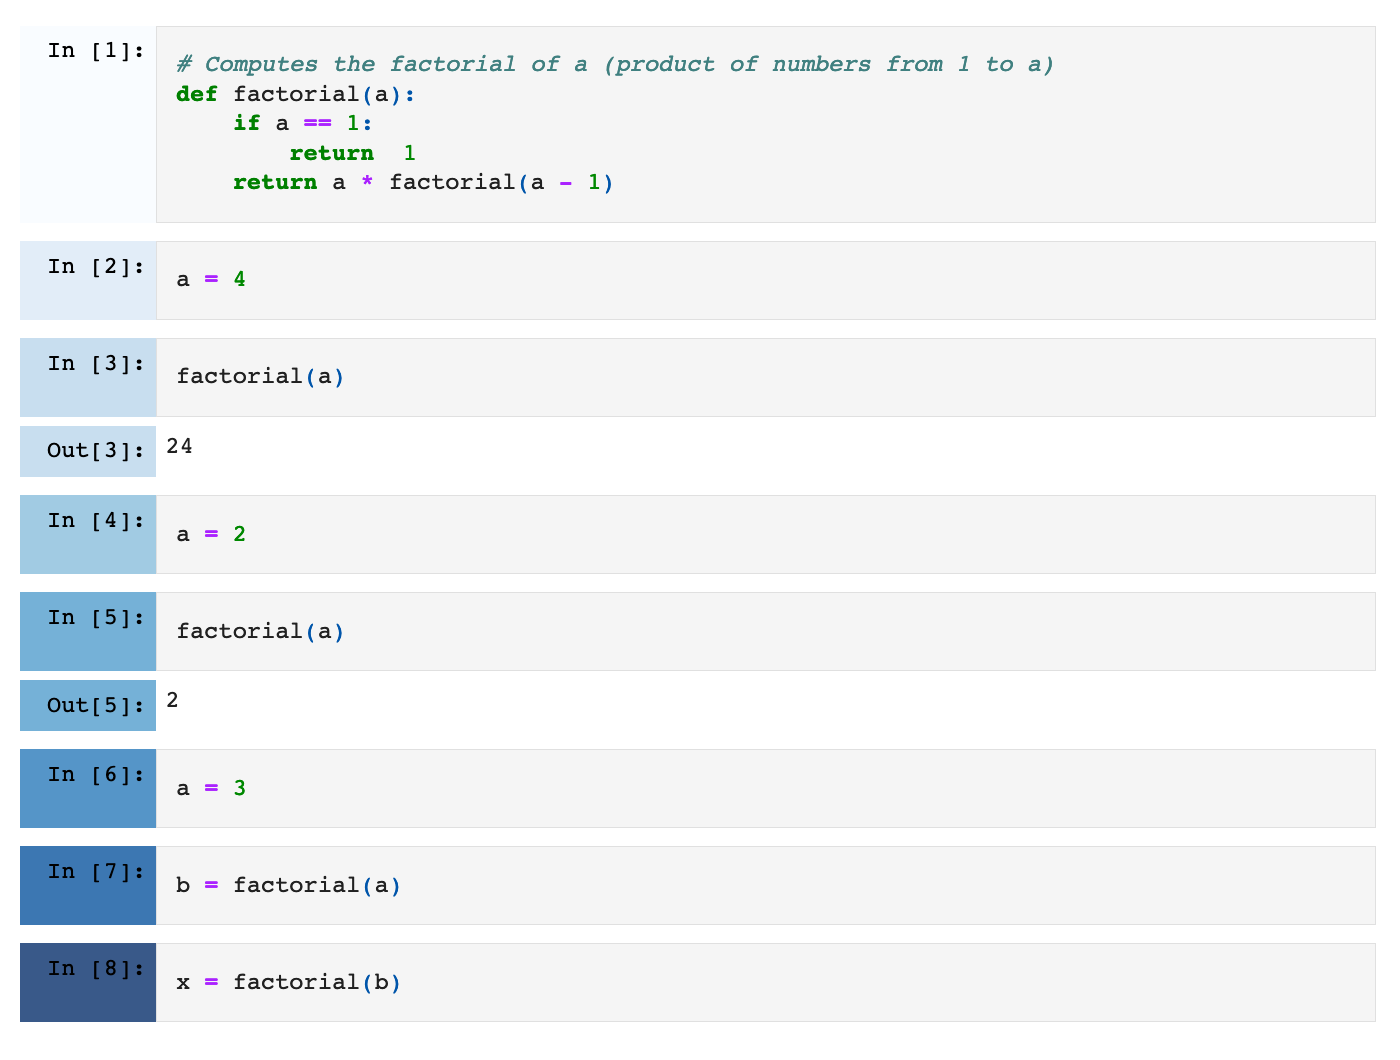 In [1]:
# Computes the factorial of a (product of numbers from 1 to a)
def factorial(a):
    if a == 1:
        return  1
    return a * factorial(a - 1)
In [2]:
a = 4
In [3]:
factorial(a)
Out[3]:
24
In [4]:
a = 2
In [5]:
factorial(a)
Out[5]:
2
In [6]:
a = 3
In [7]:
b = factorial(a)
In [8]:
x = factorial(b)